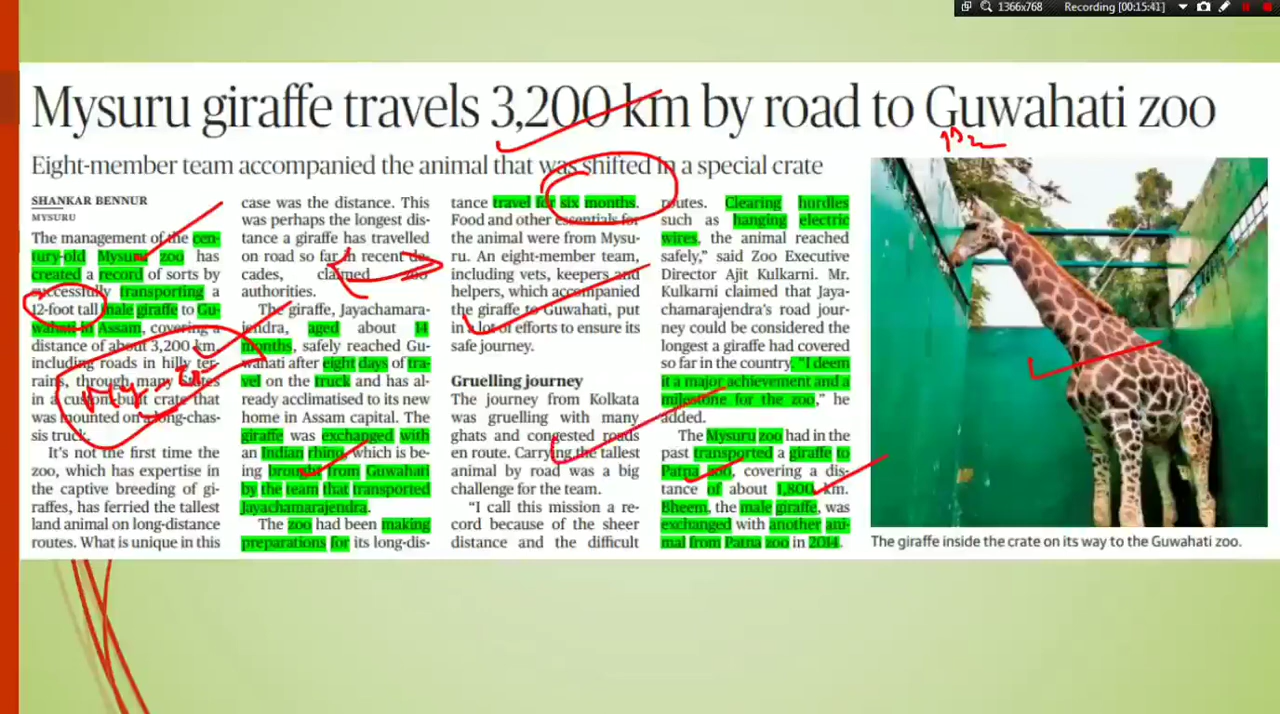 1366x768 Recording [00:15:41]
Mysuru giraffe travels 3,200 km by road to Guwahati zoo
Eight-member team accompanied the animal that was shifted in a special crate
SHANKAR BENNUR
MYSURU
The management of the cen-
tury-old Mysuru zoo has
created a record of sorts by
successfully transporting a
12-foot tall male giraffe to Gu-
wahati in Assam, covering a
distance of about 3,200 km,
including roads in hilly ter-
rains, through many States
in a custom-built crate that
was mounted on a long-chas-
sis truck.
It's not the first time the
zoo, which has expertise in
the captive breeding of gi-
raffes, has ferried the tallest
land animal on long-distance
routes. What is unique in this
case was the distance. This
was perhaps the longest dis-
tance a giraffe has travelled
on road so far in recent de-
cades, claimed zoo
authorities.
The giraffe, Jayachamara-
jendra, aged about 14
months, safely reached Gu-
wahati after eight days of tra-
vel on the truck and has al-
ready acclimatised to its new
home in Assam capital. The
giraffe was exchanged with
an Indian rhino, which is be-
ing brought from Guwahati
by the team that transported
Jayachamarajendra.
The zoo had been making
preparations for its long-dis-
tance travel for six months.
Food and other essentials for
the animal were from Mysu-
ru. An eight-member team,
including vets, keepers and
helpers, which accompanied
the giraffe to Guwahati, put
in a lot of efforts to ensure its
safe journey.
Gruelling journey
The journey from Kolkata
was gruelling with many
ghats and congested roads
en route. Carrying the tallest
animal by road was a big
challenge for the team.
"I call this mission a re-
cord because of the sheer
distance and the difficult
routes. Clearing hurdles
such as hanging electric
wires, the animal reached
safely," said Zoo Executive
Director Ajit Kulkarni. Mr.
Kulkarni claimed that Jaya-
chamarajendra's road jour-
ney could be considered the
longest a giraffe had covered
so far in the country. "I deem
it a major achievement and a
milestone for the zoo," he
added.
The Mysuru zoo had in the
past transported a giraffe to
Patna zoo, covering a dis-
tance of about 1,800 km.
Bheem, the male giraffe, was
exchanged with another ani-
mal from Patna zoo in 2014.
The giraffe inside the crate on its way to the Guwahati zoo.